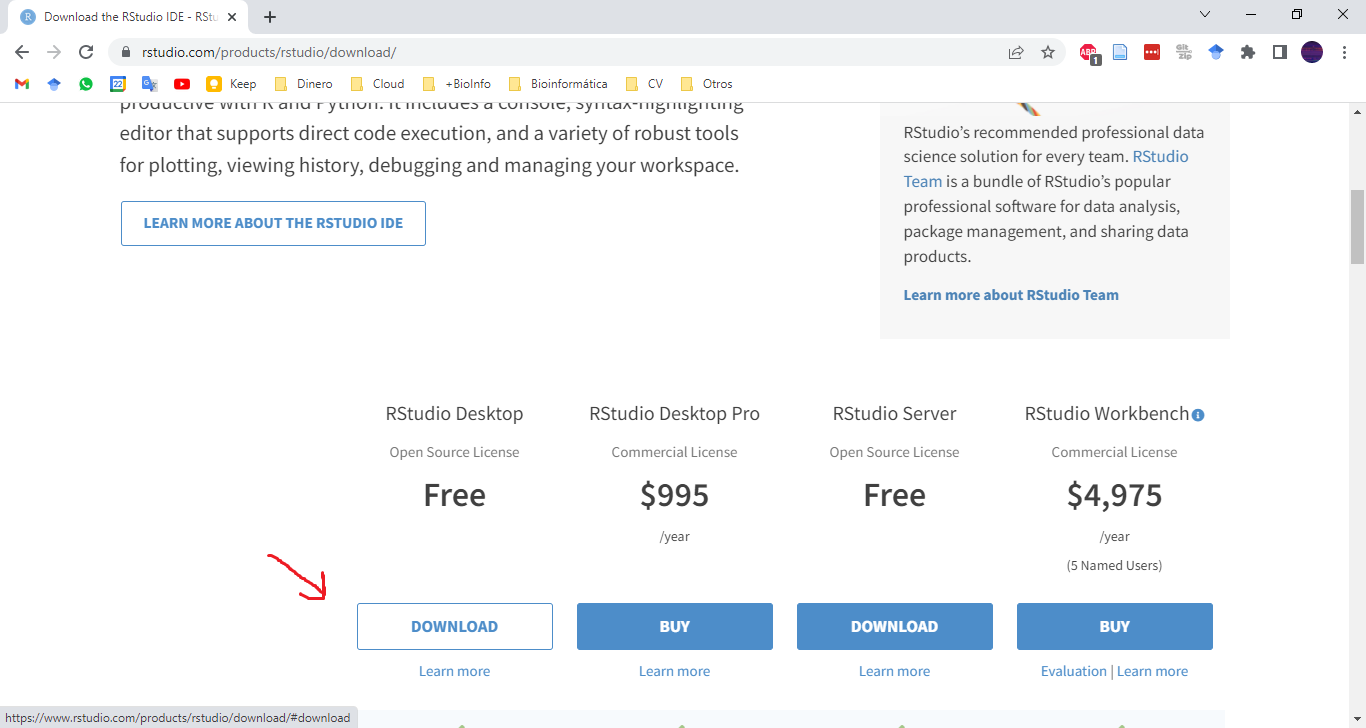 Download the RStudio IDE - RStu
rstudio.com/products/rstudio/download/
ABP
1
Git
zip
22
Keep
Dinero
Cloud
+BioInfo
Bioinformática
CV
Otros
productive with R and Python. It includes a console, syntax-highlighting
editor that supports direct code execution, and a variety of robust tools
for plotting, viewing history, debugging and managing your workspace.
LEARN MORE ABOUT THE RSTUDIO IDE
RStudio’s recommended professional data
science solution for every team. RStudio
Team is a bundle of RStudio’s popular
professional software for data analysis,
package management, and sharing data
products.
Learn more about RStudio Team
RStudio Desktop
Open Source License
Free
DOWNLOAD
Learn more
RStudio Desktop Pro
Commercial License
$995
/year
BUY
Learn more
RStudio Server
Open Source License
Free
DOWNLOAD
Learn more
RStudio Workbench
Commercial License
$4,975
/year
(5 Named Users)
BUY
Evaluation | Learn more
https://www.rstudio.com/products/rstudio/download/#download